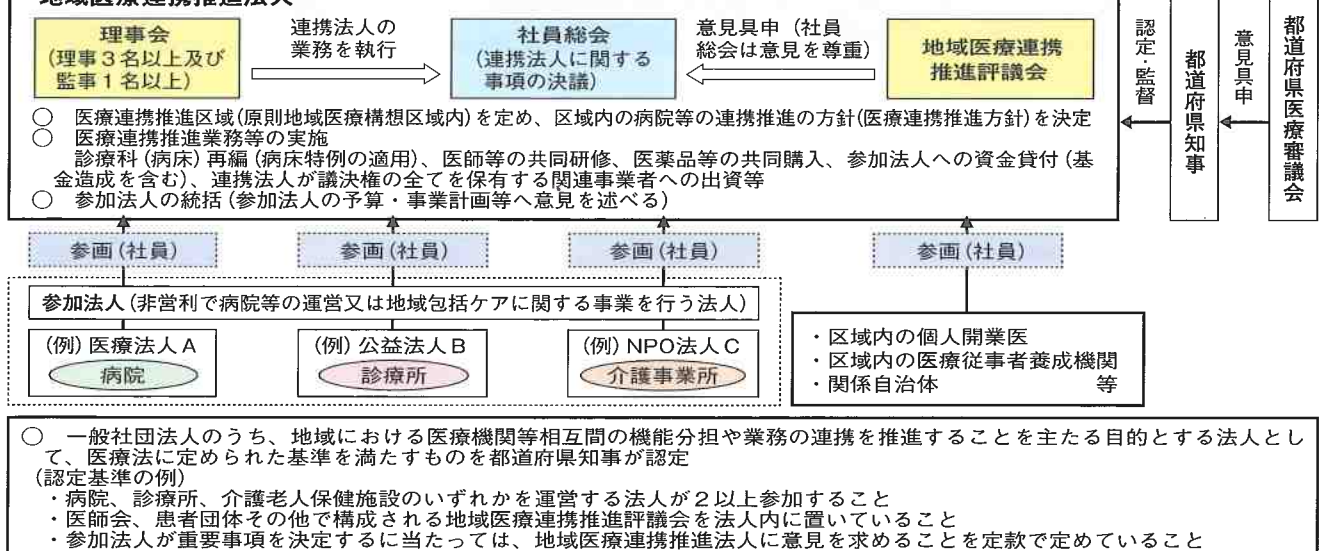 地域医療連携推進法人
理事会
(理事3名以上及び
監事1名以上)
連携法人の
業務を執行
社員総会
(連携法人に関する
事項の決議)
意見具申(社員
総会は意見を尊重)
地域医療連携
推進評議会
認定・監督
都道府県知事
意見具申
都道府県医療審議会
○ 医療連携推進区域(原則地域医療構想区域内)を定め、区域内の病院等の連携推進の方針(医療連携推進方針)を決定
○ 医療連携推進業務等の実施
診療科(病床)再編(病床特例の適用)、医師等の共同研修、医薬品等の共同購入、参加法人への資金貸付(基
金造成を含む)、連携法人が議決権の全てを保有する関連事業者への出資等
○ 参加法人の統括(参加法人の予算・事業計画等へ意見を述べる)
参画(社員)
参画(社員)
参画(社員)
参画(社員)
参加法人(非営利で病院等の運営又は地域包括ケアに関する事業を行う法人)
(例)医療法人A
病院
(例)公益法人B
診療所
(例)NPO法人C
介護事業所
・区域内の個人開業医
・区域内の医療従事者養成機関
・関係自治体 等
○ 一般社団法人のうち、地域における医療機関等相互間の機能分担や業務の連携を推進することを主たる目的とする法人とし
て、医療法に定められた基準を満たすものを都道府県知事が認定
(認定基準の例)
・病院、診療所、介護老人保健施設のいずれかを運営する法人が2以上参加すること
・医師会、患者団体その他で構成される地域医療連携推進評議会を法人内に置いていること
・参加法人が重要事項を決定するに当たっては、地域医療連携推進法人に意見を求めることを定款で定めていること